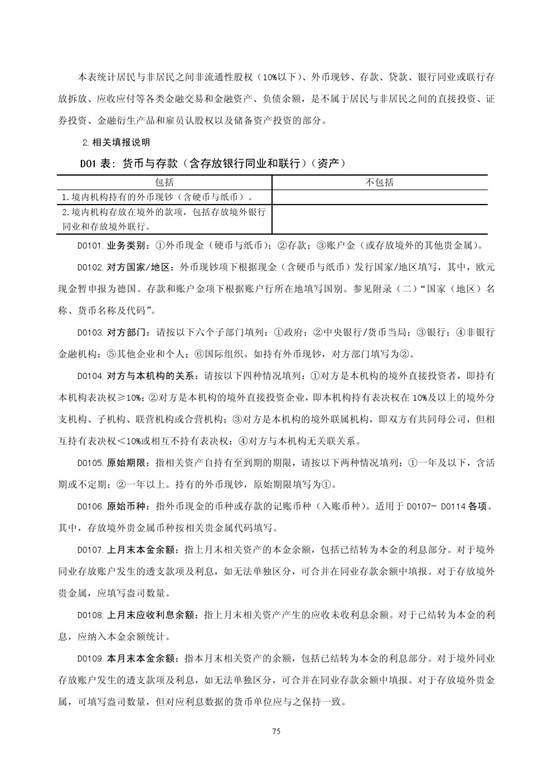 本表统计居民与非居民之间非流通性股权（10%以下）、外币现钞、存款、贷款、银行同业或联行存
放拆放、应收应付等各类金融交易和金融资产、负债余额，是不属于居民与非居民之间的直接投资、证
券投资、金融衍生产品和雇员认股权以及储备资产投资的部分。
2.相关填报说明
D01 表：货币与存款（含存放银行同业和联行）（资产）
包括 不包括
1.境内机构持有的外币现钞（含硬币与纸币）。
2.境内机构存放在境外的款项，包括存放境外银行
同业和存放境外联行。
D0101.业务类别：①外币现金（硬币与纸币）；②存款；③账户金（或存放境外的其他贵金属）。
D0102.对方国家/地区：外币现钞项下根据现金（含硬币与纸币）发行国家/地区填写，其中，欧元
现金暂申报为德国。存款和账户金项下根据账户行所在地填写国别。参见附录（二）“国家（地区）名
称、货币名称及代码”。
D0103.对方部门：请按以下六个子部门填列：①政府；②中央银行/货币当局；③银行；④非银行
金融机构；⑤其他企业和个人；⑥国际组织。如持有外币现钞，对方部门填写为②。
D0104.对方与本机构的关系：请按以下四种情况填列：①对方是本机构的境外直接投资者，即持有
本机构表决权≥10%；②对方是本机构的境外直接投资企业，即本机构持有表决权在 10%及以上的境外分
支机构、子机构、联营机构或合营机构；③对方是本机构的境外联属机构，即双方有共同母公司，但相
互持有表决权＜10%或相互不持有表决权；④对方与本机构无关联关系。
D0105.原始期限：指相关资产自持有至到期的期限，请按以下两种情况填列：①一年及以下，含活
期或不定期；②一年以上。持有的外币现钞，原始期限填写为①。
D0106.原始币种：指外币现金的币种或存款的记账币种（入账币种）。适用于 D0107- D0114 各项。
其中，存放境外贵金属币种按相关贵金属代码填写。
D0107.上月末本金余额：指上月末相关资产的本金余额，包括已结转为本金的利息部分。对于境外
同业存放账户发生的透支款项及利息，如无法单独区分，可合并在同业存款余额中填报。对于存放境外
贵金属，应填写盎司数量。
D0108.上月末应收利息余额：指上月末相关资产产生的应收未收利息余额。对于已结转为本金的利
息，应纳入本金余额统计。
D0109 本月末本金余额：指本月末相关资产的余额，包括已结转为本金的利息部分。对于境外同业
存放账户发生的透支款项及利息，如无法单独区分，可合并在同业存款余额中填报。对于存放境外贵金
属，可填写盎司数量，但对应利息数据的货币单位应与之保持一致。
75